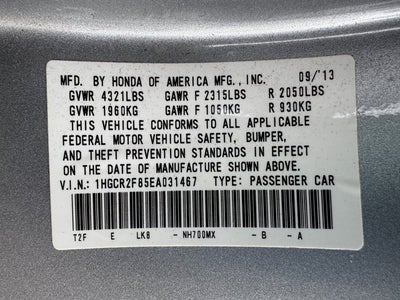 MFD. BY HONDA OF AMERICA MFG., INC. 09/'13
GVWR 4321LBS GAWR F 2315LBS R 2050LBS
GVWR 1960KG GAWR F 1050KG R 930KG
THIS VEHICLE CONFORMS TO ALL APPLICABLE
FEDERAL MOTOR VEHICLE SAFETY, BUMPER,
AND THEFT PREVENTION STANDARDS IN EFFECT ON
THE DATE OF MANUFACTURE SHOWN ABOVE.
V.I.N.: 1HGCR2F85EA031467 TYPE: PASSENGER CAR
T2F E LK8 - NH700MX - B - A